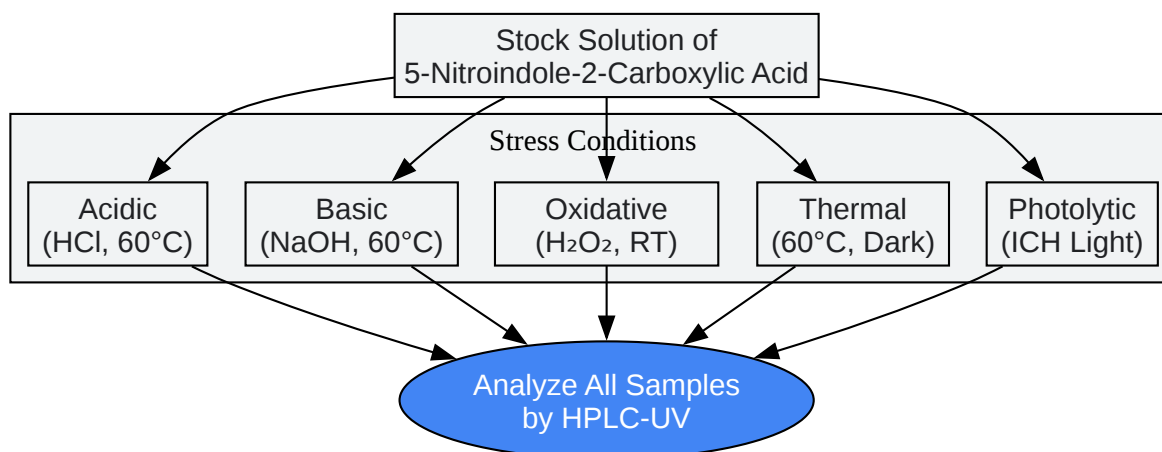 Stock Solution of
5-Nitroindole-2-Carboxylic Acid
Stress Conditions
Acidic
(HCl, 60°C)
Basic
(NaOH, 60°C)
Oxidative
(H₂O₂, RT)
Thermal
(60°C, Dark)
Photolytic
(ICH Light)
Analyze All Samples
by HPLC-UV